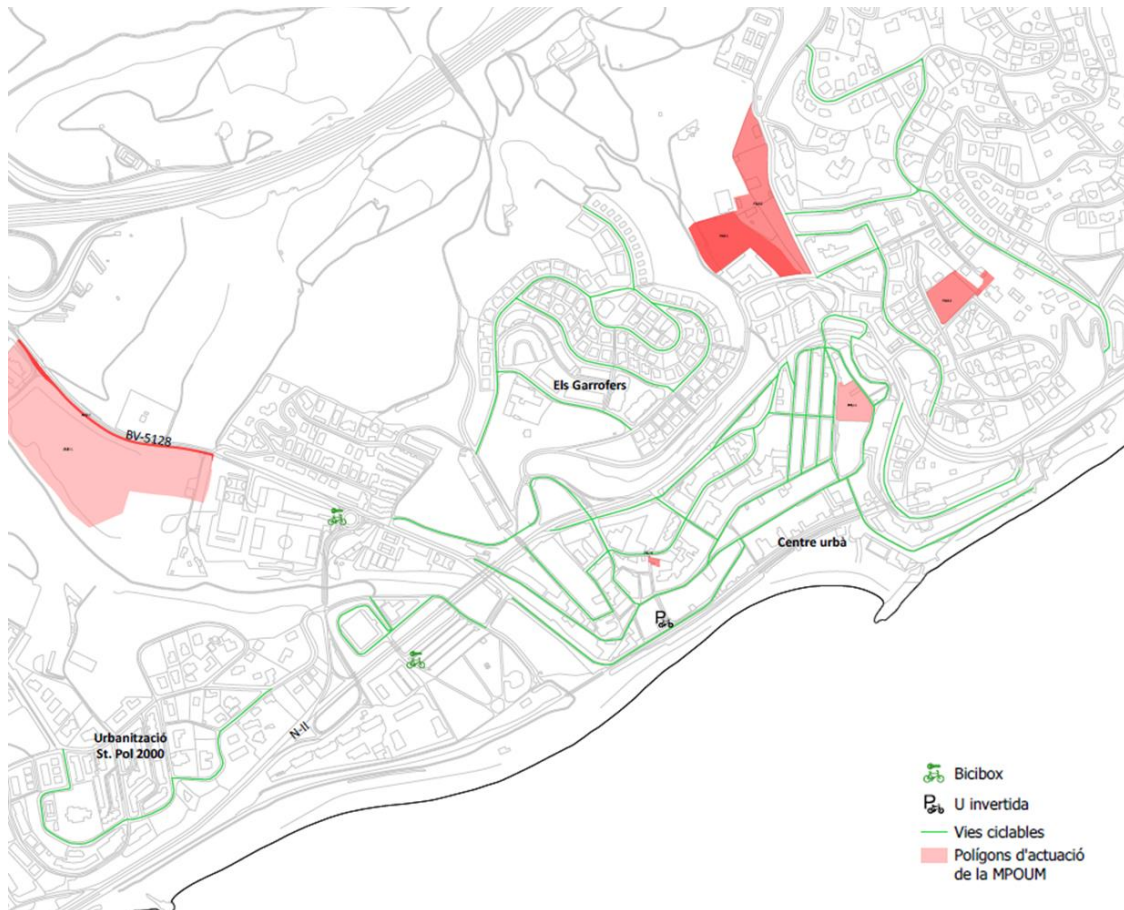 Els Garrofers
BV-5128
Centre urbà
P
N-II
Urbanització
St. Pol 2000
Bicibox
P
U invertida
Vies ciclables
Polígons d'actuació
de la MPOUM